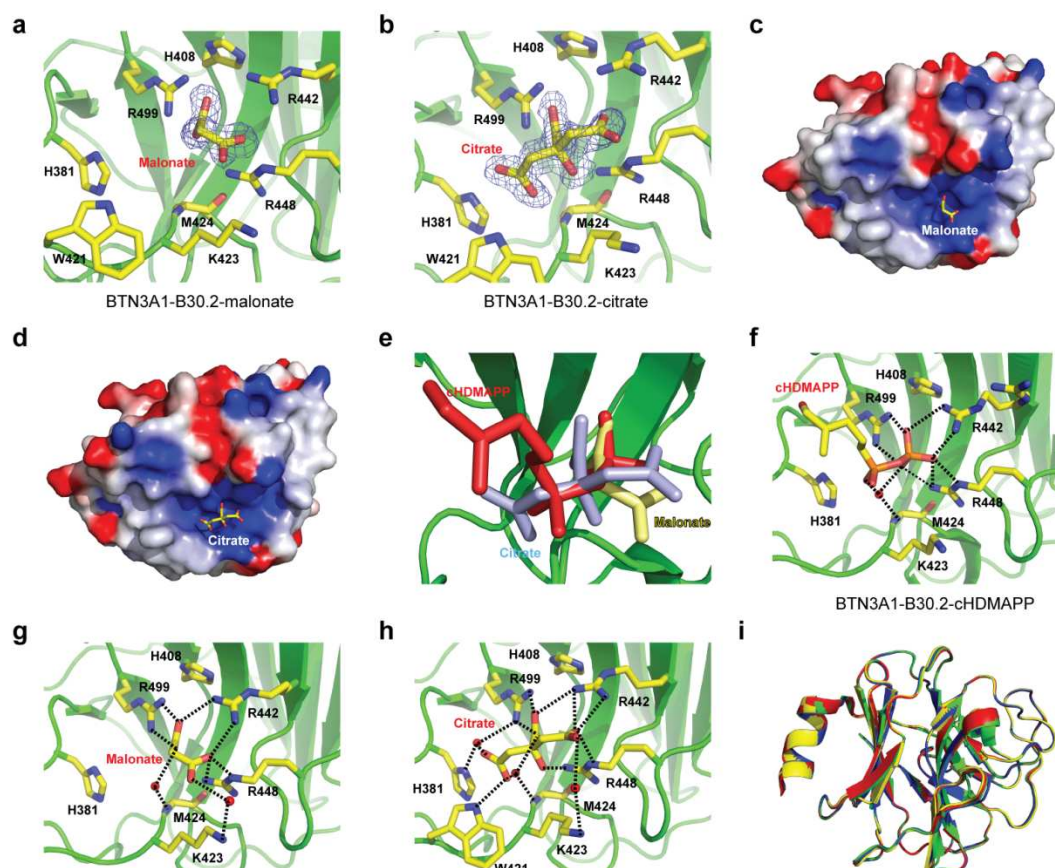 a
H408
R442
R499
Malonate
H381
R448
M424
W421
K423
BTN3A1-B30.2-malonate
b
H408
R442
R499
Citrate
R448
H381
M424
W421
K423
BTN3A1-B30.2-citrate
c
Malonate
d
Citrate
e
cHDMAPP
Malonate
Citrate
f
H408
cHDMAPP
R499
R442
R448
H381
M424
K423
BTN3A1-B30.2-cHDMAPP
g
H408
R499
R442
Malonate
R448
H381
M424
K423
h
H408
R499
R442
Citrate
R448
H381
M424
K423
W421
i